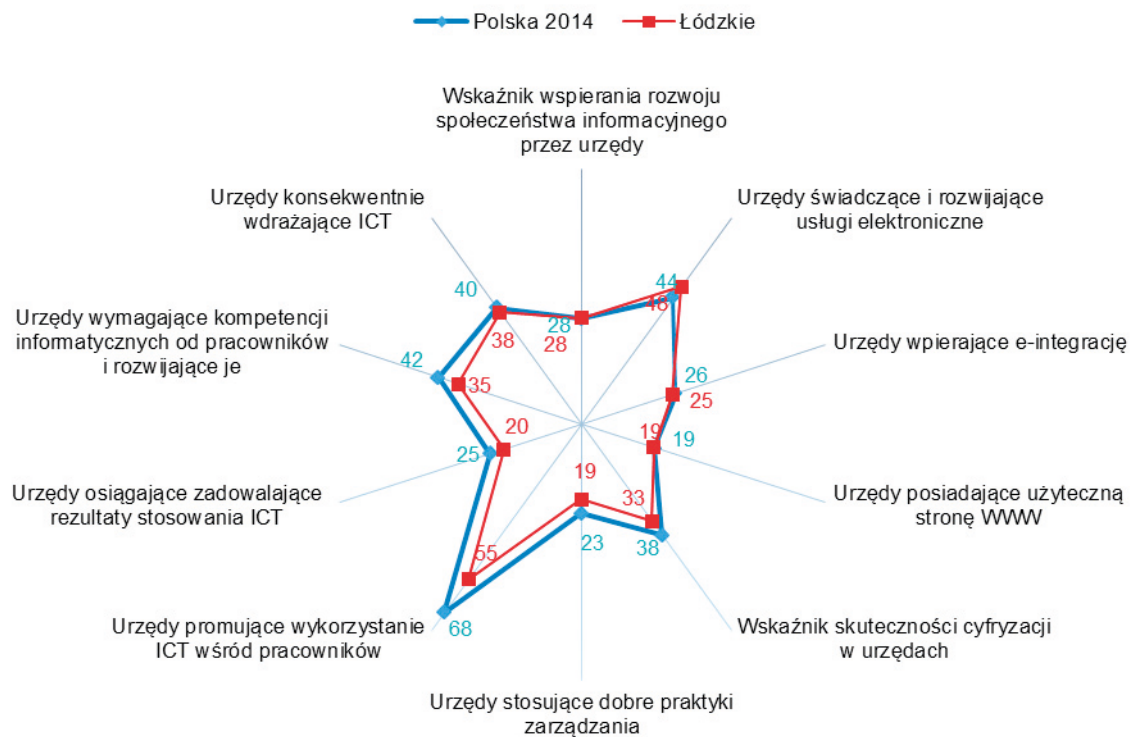 Polska 2014
Łódzkie
Wskaźnik wspierania rozwoju
społeczeństwa informacyjnego
przez urzędy
Urzędy konsekwentnie
wdrażające ICT
Urzędy świadczące i rozwijające
usługi elektroniczne
40
44
48
28
38
28
Urzędy wymagające kompetencji
informatycznych od pracowników
i rozwijające je
Urzędy wpierające e-integrację
42
35
26
25
20
25
19
19
Urzędy osiągające zadowalające
rezultaty stosowania ICT
Urzędy posiadające użyteczną
stronę WWW
19
33
23
38
55
68
Urzędy promujące wykorzystanie
ICT wśród pracowników
Wskaźnik skuteczności cyfryzacji
w urzędach
Urzędy stosujące dobre praktyki
zarządzania